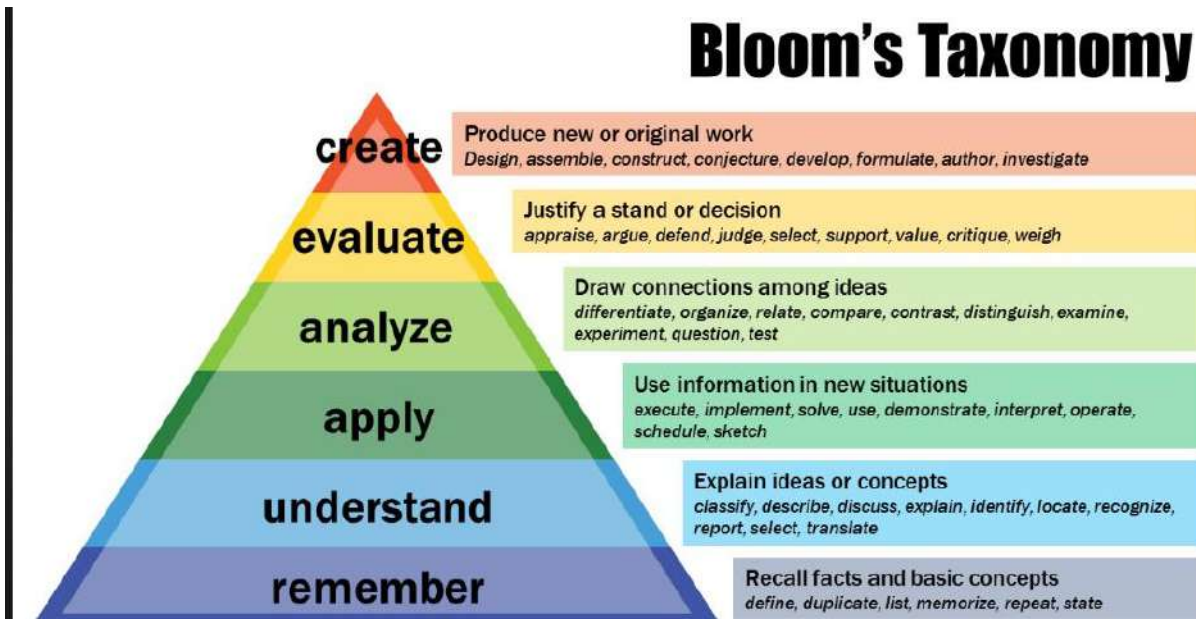 Bloom's Taxonomy
create
Produce new or original work
Design, assemble, construct, conjecture, develop, formulate, author, investigate
evaluate
Justify a stand or decision
appraise, argue, defend, judge, select, support, value, critique, weigh
analyze
Draw connections among ideas
differentiate, organize, relate, compare, contrast, distinguish, examine,
experiment, question, test
apply
Use information in new situations
execute, implement, solve, use, demonstrate, interpret, operate,
schedule, sketch
understand
Explain ideas or concepts
classify, describe, discuss, explain, identify, locate, recognize,
report, select, translate
remember
Recall facts and basic concepts
define, duplicate, list, memorize, repeat, state